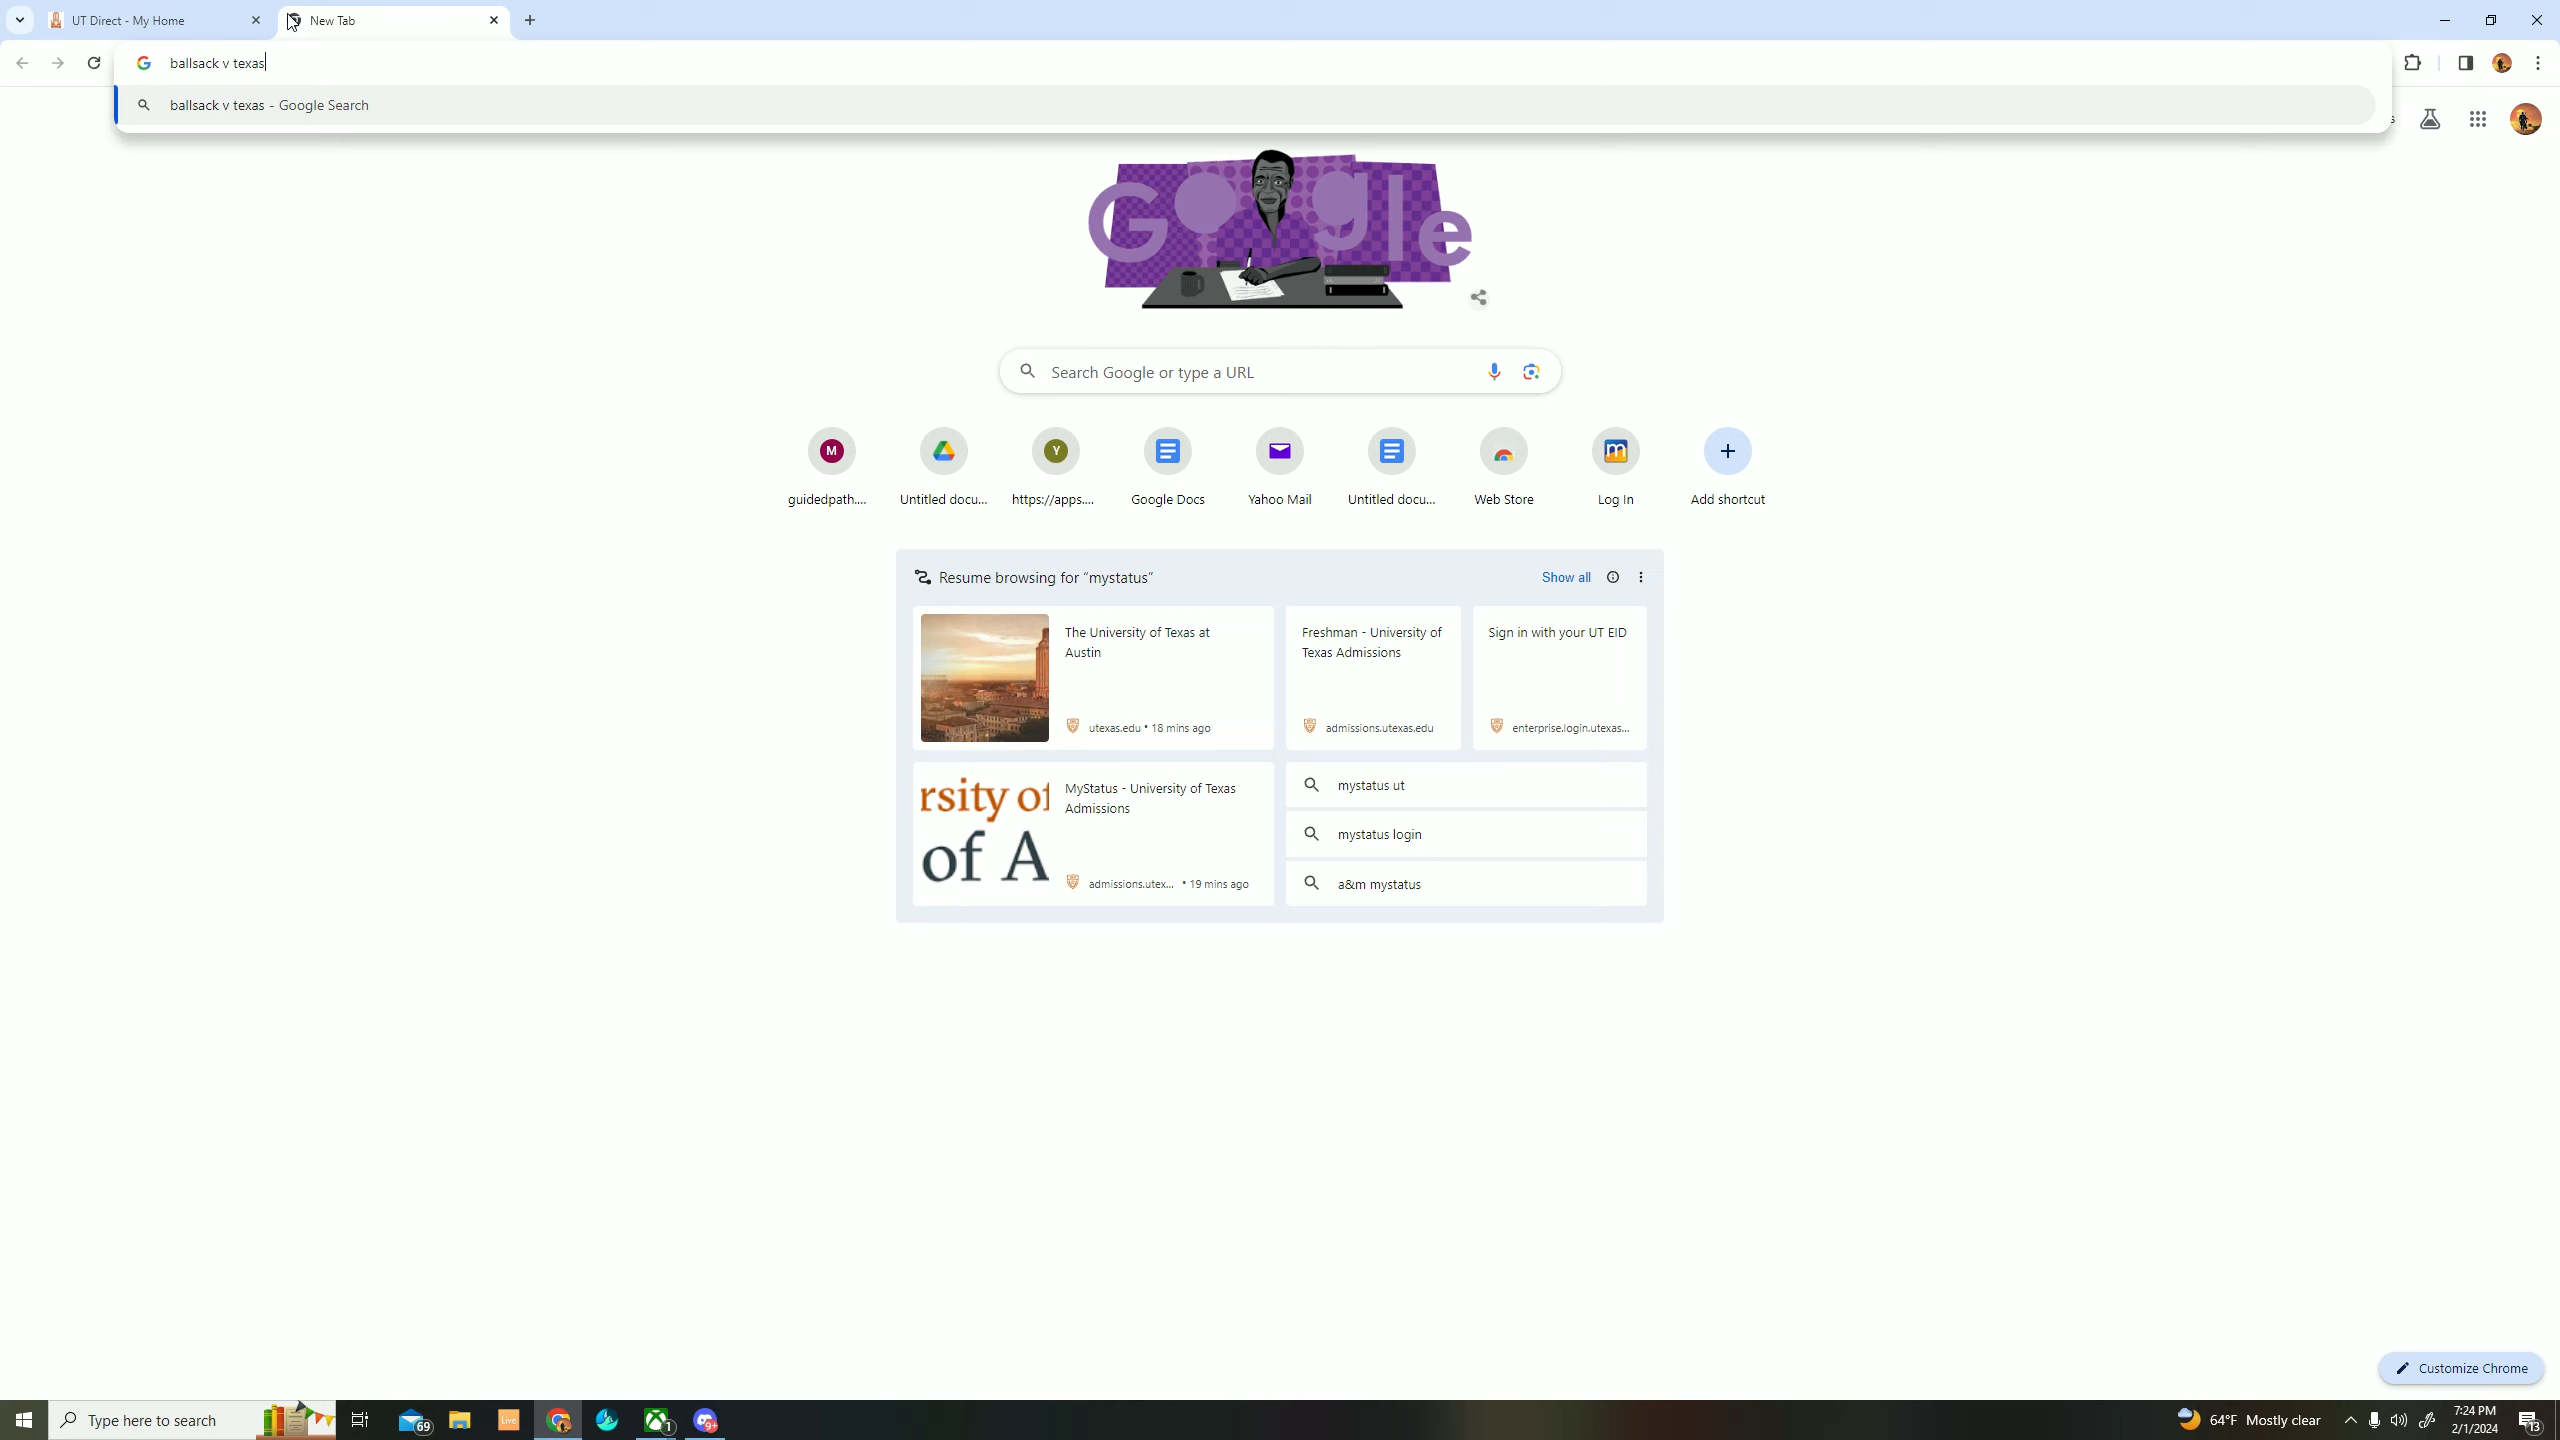 UT Direct - My Home
New Tab
ballsack v texas
ballsack v texas - Google Search
Google
Search Google or type a URL
M
Y
guidedpath....
Untitled docu...
https://apps....
Google Docs
Yahoo Mail
Untitled docu...
Web Store
Log In
Add shortcut
Resume browsing for “mystatus”
Show all
The University of Texas at
Austin
utexas.edu • 18 mins ago
Freshman - University of
Texas Admissions
admissions.utexas.edu
Sign in with your UT EID
enterprise.login.utexas...
rsity of
of A
MyStatus - University of Texas
Admissions
admissions.utex... • 19 mins ago
mystatus ut
mystatus login
a&m mystatus
Customize Chrome
Type here to search
69
Live
1
9+
64°F Mostly clear
7:24 PM
2/1/2024
13